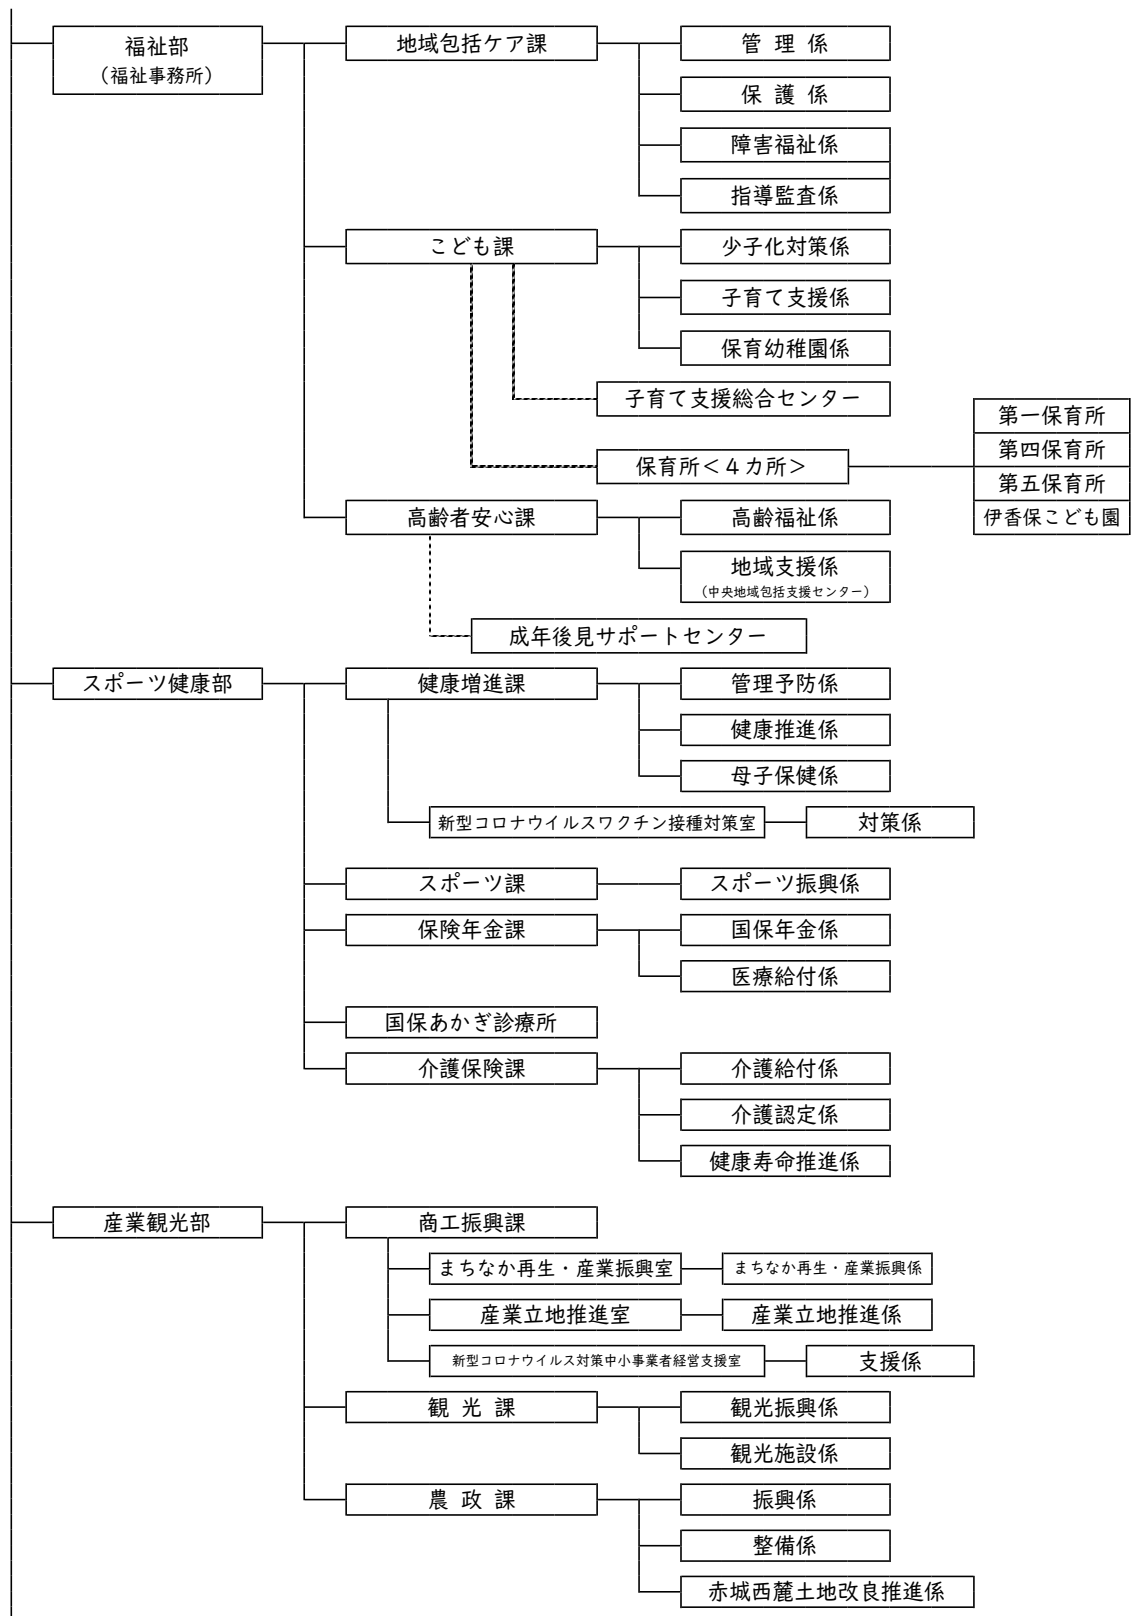 福祉部
（福祉事務所）
地域包括ケア課
管 理 係
保 護 係
障害福祉係
指導監査係
こども課
少子化対策係
子育て支援係
保育幼稚園係
子育て支援総合センター
保育所＜４カ所＞
第一保育所
第四保育所
第五保育所
伊香保こども園
高齢者安心課
高齢福祉係
地域支援係
（中央地域包括支援センター）
成年後見サポートセンター
スポーツ健康部
健康増進課
管理予防係
健康推進係
母子保健係
新型コロナウイルスワクチン接種対策室
対策係
スポーツ課
スポーツ振興係
保険年金課
国保年金係
医療給付係
国保あかぎ診療所
介護保険課
介護給付係
介護認定係
健康寿命推進係
産業観光部
商工振興課
まちなか再生・産業振興室
まちなか再生・産業振興係
産業立地推進室
産業立地推進係
新型コロナウイルス対策中小事業者経営支援室
支援係
観 光 課
観光振興係
観光施設係
農 政 課
振興係
整備係
赤城西麓土地改良推進係